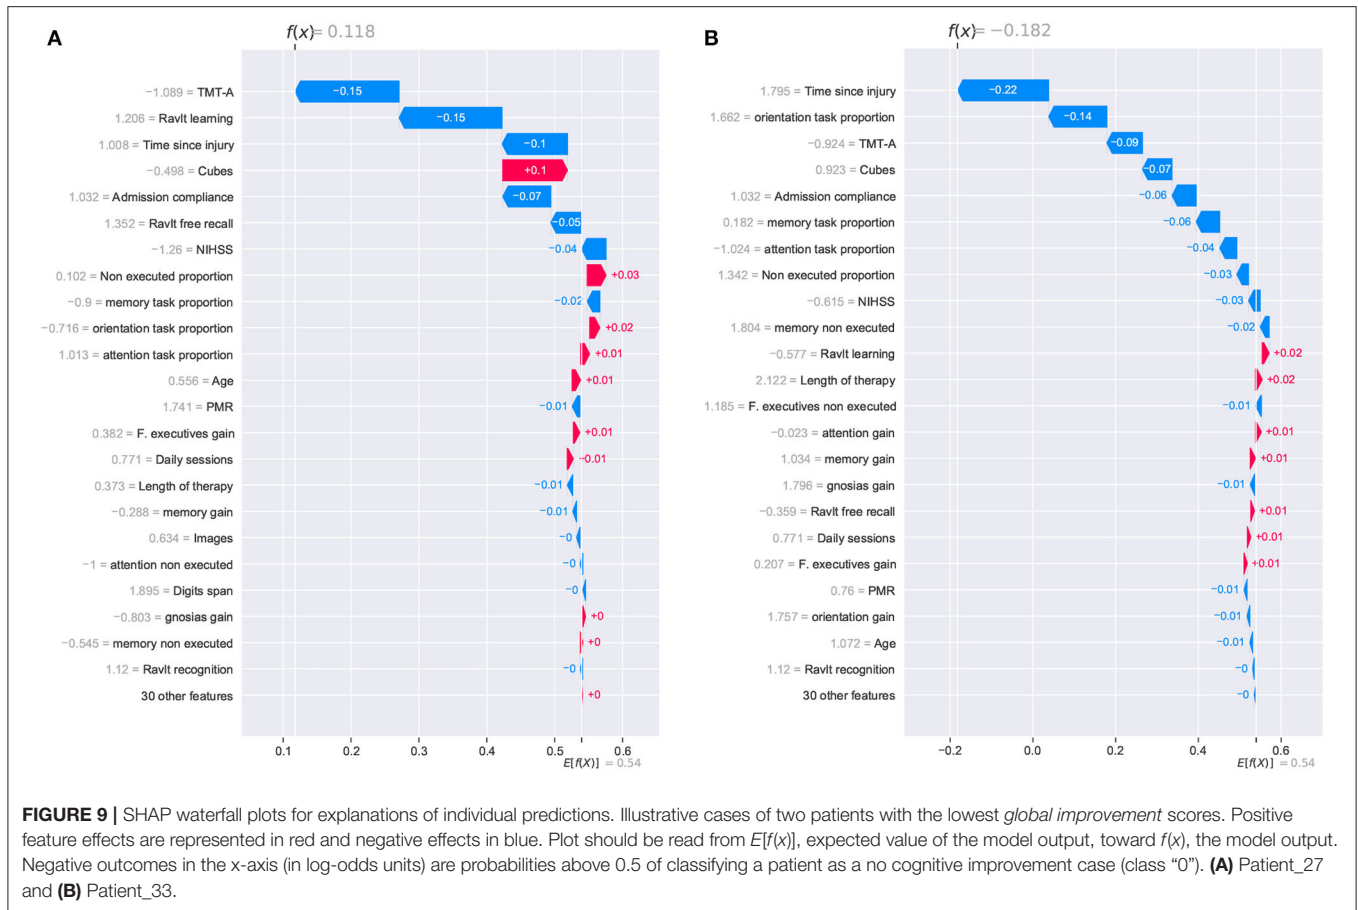 A
f(x) = 0.118
−1.089 = TMT-A
−0.15
1.206 = Ravlt learning
−0.15
1.008 = Time since injury
−0.1
−0.498 = Cubes
+0.1
1.032 = Admission compliance
−0.07
1.352 = Ravlt free recall
−0.05
−1.26 = NIHSS
−0.04
0.102 = Non executed proportion
+0.03
−0.9 = memory task proportion
−0.02
−0.716 = orientation task proportion
+0.02
1.013 = attention task proportion
+0.01
0.556 = Age
+0.01
1.741 = PMR
−0.01
0.382 = F. executives gain
+0.01
0.771 = Daily sessions
+0.01
0.373 = Length of therapy
−0.01
−0.288 = memory gain
−0.01
0.634 = Images
−0
−1 = attention non executed
−0
1.895 = Digits span
−0
−0.803 = gnosias gain
+0
−0.545 = memory non executed
+0
1.12 = Ravlt recognition
−0
30 other features
+0
0.1 0.2 0.3 0.4 0.5 0.6
E[f(X)] = 0.54
B
f(x) = −0.182
1.795 = Time since injury
−0.22
1.662 = orientation task proportion
−0.14
−0.924 = TMT-A
−0.09
0.923 = Cubes
−0.07
1.032 = Admission compliance
−0.06
0.182 = memory task proportion
−0.06
−1.024 = attention task proportion
−0.04
1.342 = Non executed proportion
−0.03
−0.615 = NIHSS
−0.03
1.804 = memory non executed
−0.02
−0.577 = Ravlt learning
+0.02
2.122 = Length of therapy
+0.02
1.185 = F. executives non executed
−0.01
−0.023 = attention gain
+0.01
1.034 = memory gain
+0.01
1.796 = gnosias gain
−0.01
−0.359 = Ravlt free recall
+0.01
0.771 = Daily sessions
+0.01
0.207 = F. executives gain
+0.01
0.76 = PMR
−0.01
1.757 = orientation gain
−0.01
1.072 = Age
−0.01
1.12 = Ravlt recognition
−0
30 other features
−0
−0.2 0.0 0.2 0.4 0.6
E[f(X)] = 0.54
FIGURE 9 | SHAP waterfall plots for explanations of individual predictions. Illustrative cases of two patients with the lowest global improvement scores. Positive
feature effects are represented in red and negative effects in blue. Plot should be read from E[f(x)], expected value of the model output, toward f(x), the model output.
Negative outcomes in the x-axis (in log-odds units) are probabilities above 0.5 of classifying a patient as a no cognitive improvement case (class “0”). (A) Patient_27
and (B) Patient_33.